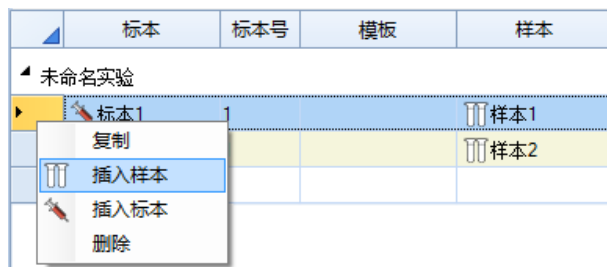 标本 标本号 模板 样本
未命名实验
标本1 1 样本1
复制
样本2
插入样本
插入标本
删除